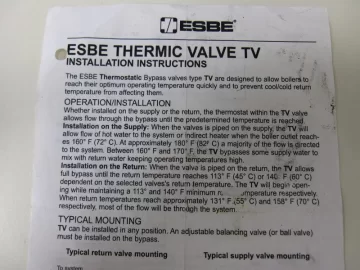 ESBE
ESBE THERMIC VALVE TV
INSTALLATION INSTRUCTIONS
The ESBE Thermostatic Bypass valves type TV are designed to allow boilers to
reach their optimum operating temperature quickly and to prevent cool/cold return
temperature from affecting them.
OPERATION/INSTALLATION
Whether installed on the supply or the return, the thermostat within the TV valve
allows flow through the bypass until the predetermined temperature is reached.
Installation on the Supply: When the valves is piped on the supply, the TV will
allow flow of hot water to the system or indirect heater when the boiler outlet reach-
es 160° F (72° C). At approximately 180° F (82° C) a majority of the flow is directed
to the system. Between 160 F and 170° F, the TV bypasses some supply water to
mix with return water keeping operating temperatures high.
Installation on the Return: When the valves is piped on the return, the TV allows
full bypass until the return temperature reaches 113° F (45° C) or 140° F (60° C)
dependent on the selected valves's return temperature. The TV will begin open-
ing while maintaining a 113° and 140° F minimum temperature respectively.
When return temperatures reach approximately 131° F (55° C) and 158° F (70° C)
respectively, most of the flow will be through the system.
TYPICAL MOUNTING
TV can be installed in any position. An adjustable balancing valve (or ball valve)
must be installed on the bypass.
Typical return valve mounting Typical supply valve mounting
To system